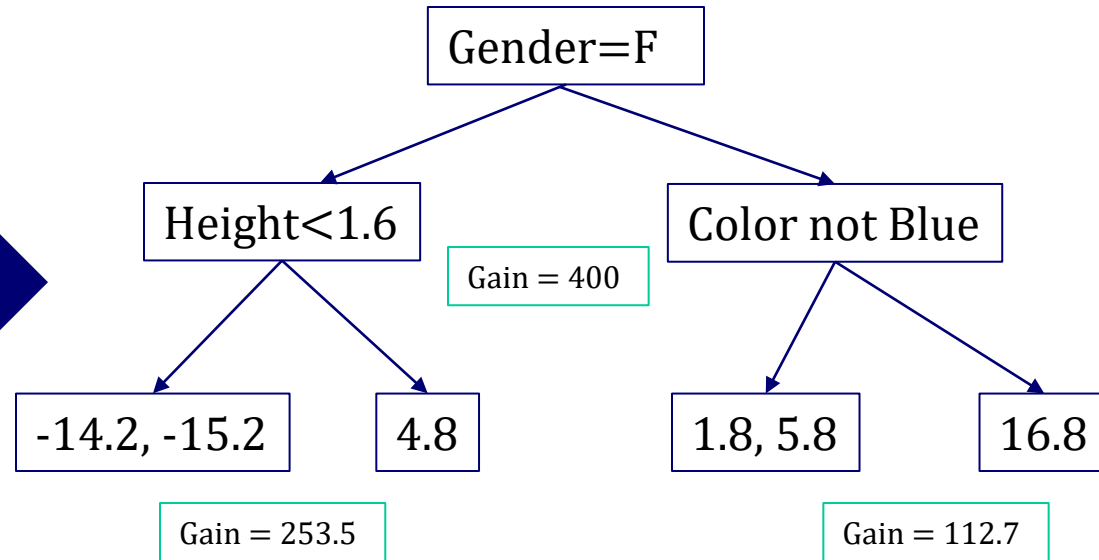 Gender=F
Height<1.6
Color not Blue
Gain = 400
-14.2, -15.2
4.8
1.8, 5.8
16.8
Gain = 253.5
Gain = 112.7